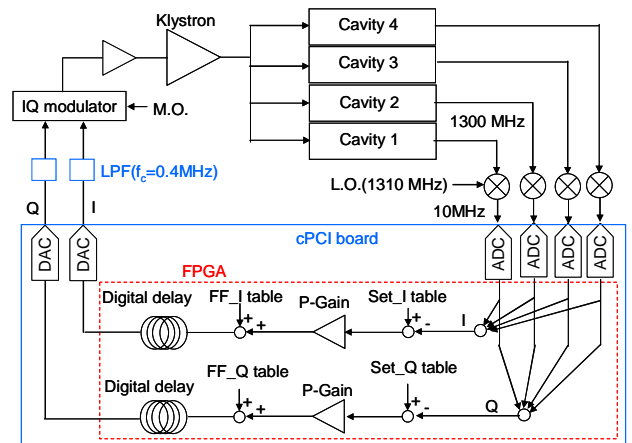 Klystron
Cavity 4
Cavity 3
Cavity 2
Cavity 1
IQ modulator
M.O.
1300 MHz
LPF(fc=0.4MHz)
L.O.(1310 MHz)
10MHz
Q
I
cPCI board
DAC
DAC
ADC
ADC
ADC
ADC
FPGA
Digital delay
FF_I table
P-Gain
Set_I table
I
+
+
+
-
Digital delay
FF_Q table
P-Gain
Set_Q table
Q
+
+
+
-